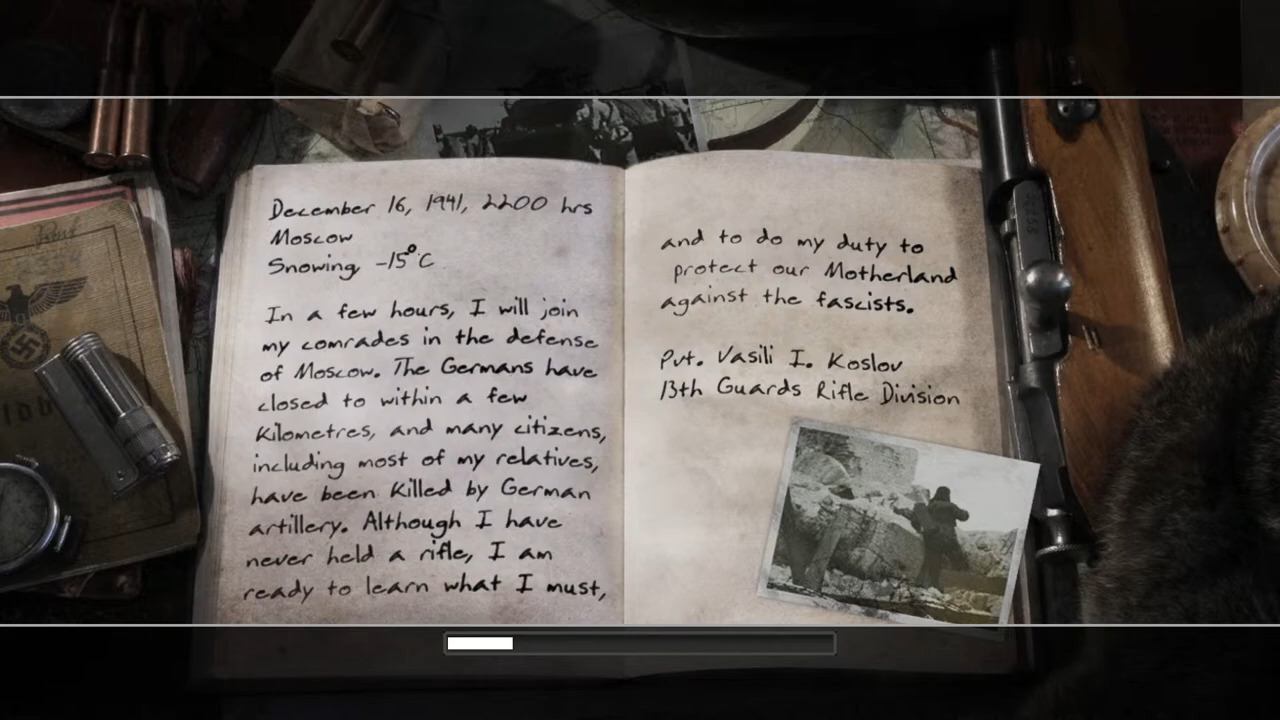 December 16, 1941, 2200 hrs
Moscow
Snowing -15°C
In a few hours, I will join
my comrades in the defense
of Moscow. The Germans have
closed to within a few
Kilometres, and many citizens,
including most of my relatives,
have been killed by German
artillery. Although I have
never held a rifle, I am
ready to learn what I must,
and to do my duty to
protect our Motherland
against the fascists.
Pvt. Vasili I. Koslov
13th Guards Rifle Division